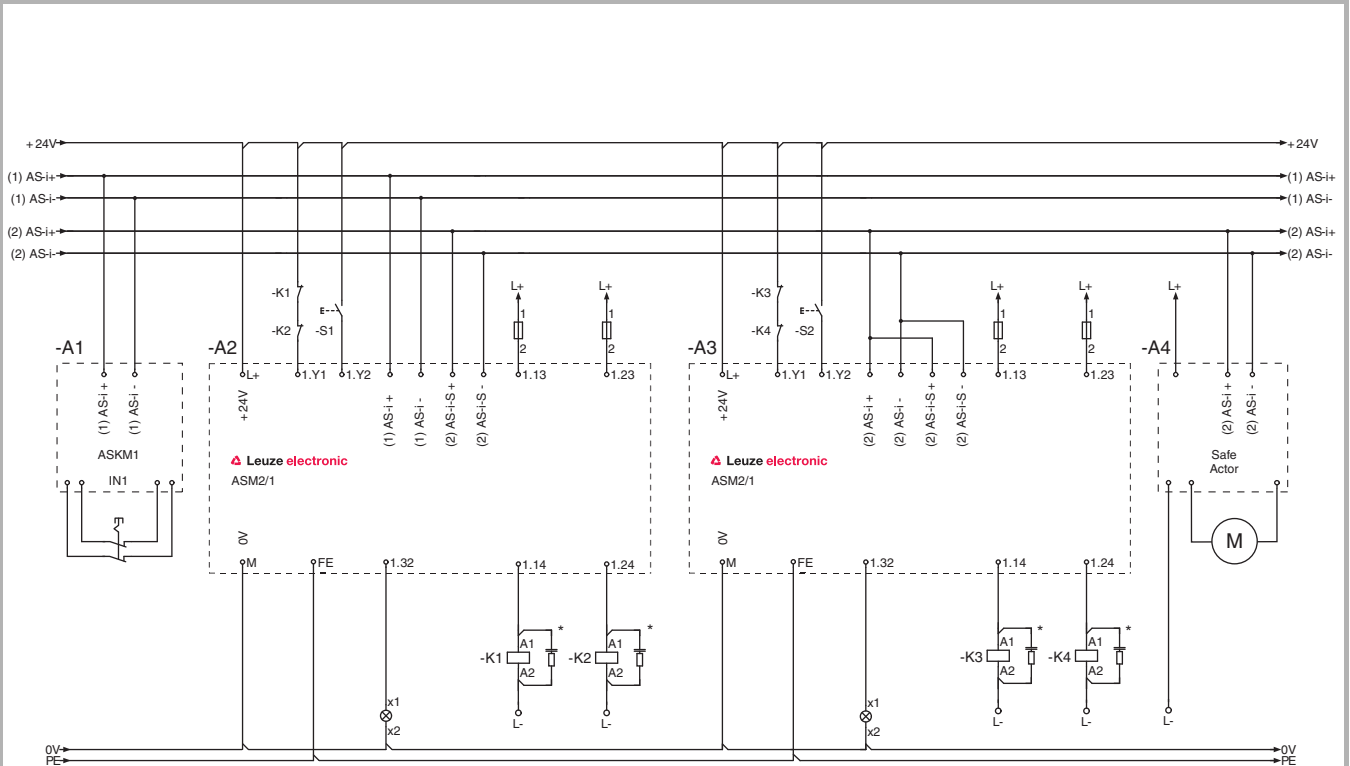 +24V +24V
(1) AS-i+ (1) AS-i+
(1) AS-i- (1) AS-i-
(2) AS-i+ (2) AS-i+
(2) AS-i- (2) AS-i-
L+ L+ L+ L+ L+
-K1 -K3
1 1 1 1
E E
-K2 -S1 -K4 -S2
2 2 2 2
-A1 -A2 -A3 -A4
L+ 1.Y1 1.Y2 1.13 1.23 L+ 1.Y1 1.Y2 1.13 1.23
(1) AS-i +
(1) AS-i -
+24V
(1) AS-i +
(1) AS-i -
(2) AS-i-S +
(2) AS-i-S -
+24V
(2) AS-i +
(2) AS-i -
(2) AS-i-S +
(2) AS-i-S -
(2) AS-i +
(2) AS-i -
ASKM1
IN1
Leuze electronic
ASM2/1
Leuze electronic
ASM2/1
Safe
Actor
M
0V 0V
M FE 1.32 1.14 1.24 M FE 1.32 1.14 1.24
* * * *
A1 A1 A1 A1
-K1 -K2 -K3 -K4
A2 A2 A2 A2
x1 x1
L- L- L- L- L-
x2 x2
0V 0V
PE PE